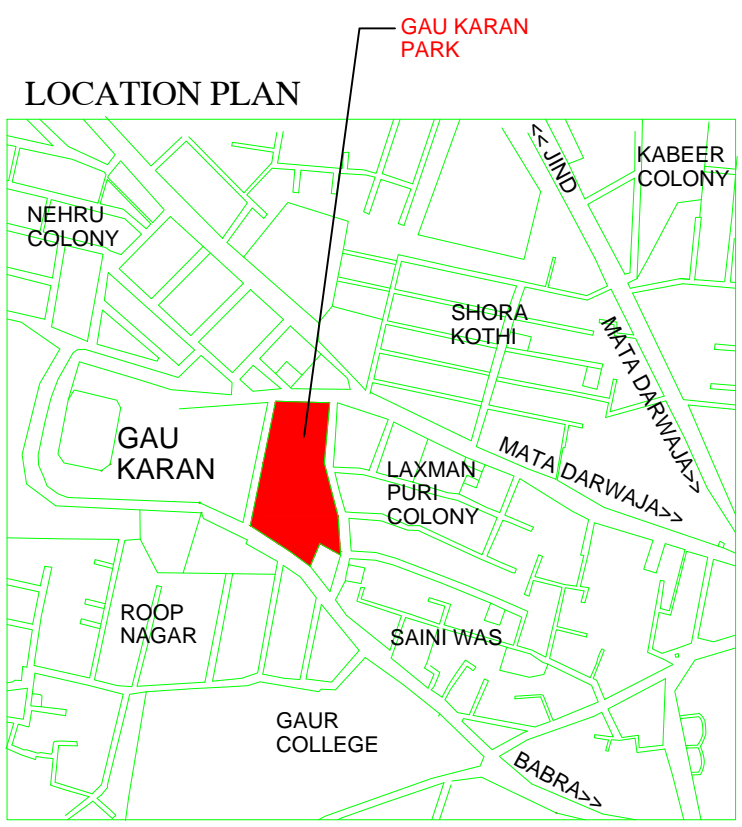 GAU KARAN
PARK
LOCATION PLAN
<< JIND
KABEER
COLONY
NEHRU
COLONY
SHORA
KOTHI
MATA DARWAJA>>
GAU
KARAN
MATA DARWAJA>>
LAXMAN
PURI
COLONY
ROOP
NAGAR
SAINI WAS
GAUR
COLLEGE
BABRA>>